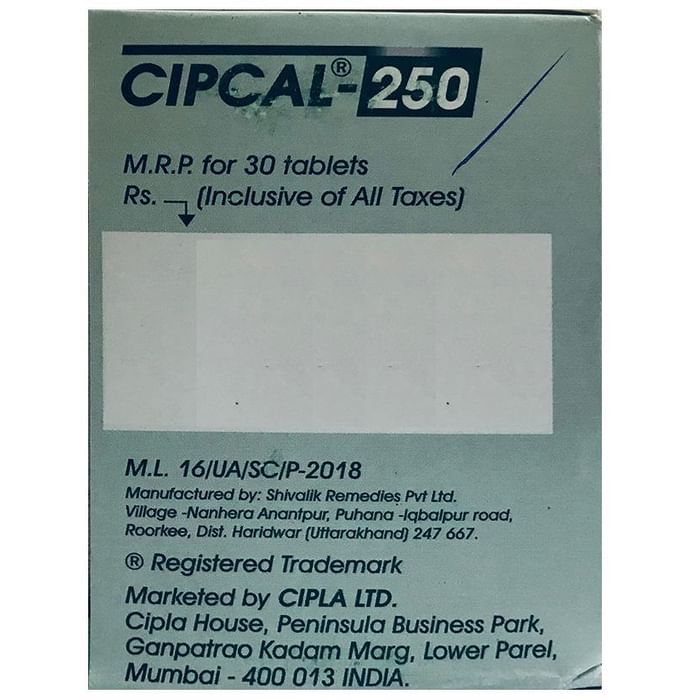 CIPCAL®-250
M.R.P. for 30 tablets
Rs. (Inclusive of All Taxes)
M.L. 16/UA/SC/P-2018
Manufactured by: Shivalik Remedies Pvt Ltd.
Village -Nanhera Anantpur, Puhana -Iqbalpur road,
Roorkee, Dist. Haridwar (Uttarakhand) 247 667.
® Registered Trademark
Marketed by CIPLA LTD.
Cipla House, Peninsula Business Park,
Ganpatrao Kadam Marg, Lower Parel,
Mumbai - 400 013 INDIA.